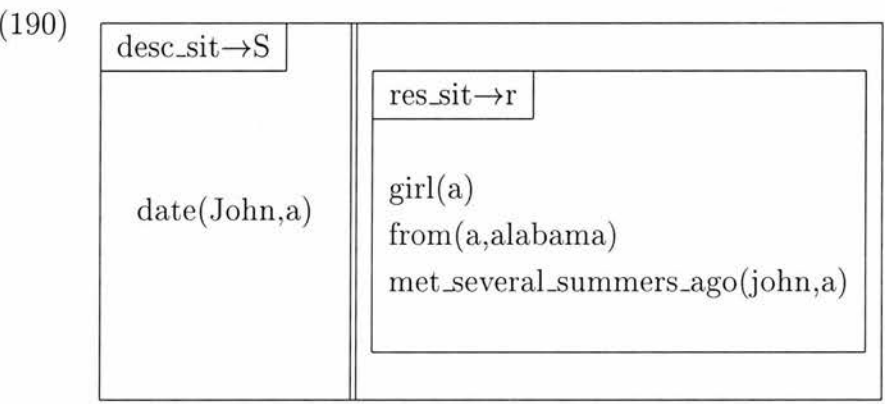 (190)
desc_sit→S
res_sit→r
girl(a)
date(John,a)
from(a,alabama)
met_several_summers_ago(john,a)